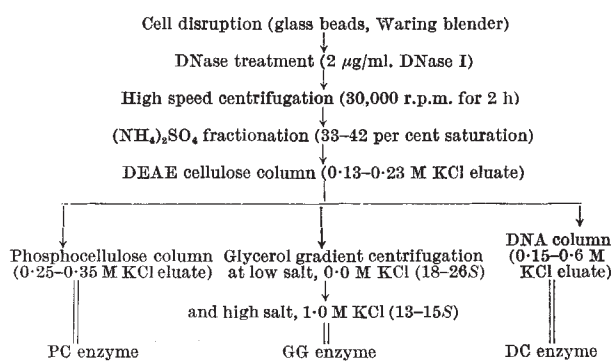 Cell disruption (glass beads, Waring blender)
DNase treatment (2 μg/ml. DNase I)
High speed centrifugation (30,000 r.p.m. for 2 h)
(NH₄)₂SO₄ fractionation (33–42 per cent saturation)
DEAE cellulose column (0·13–0·23 M KCl eluate)
Phosphocellulose column
(0·25–0·35 M KCl eluate)
Glycerol gradient centrifugation
at low salt, 0·0 M KCl (18–26S)
and high salt, 1·0 M KCl (13–15S)
DNA column
(0·15–0·6 M
KCl eluate)
PC enzyme
GG enzyme
DC enzyme